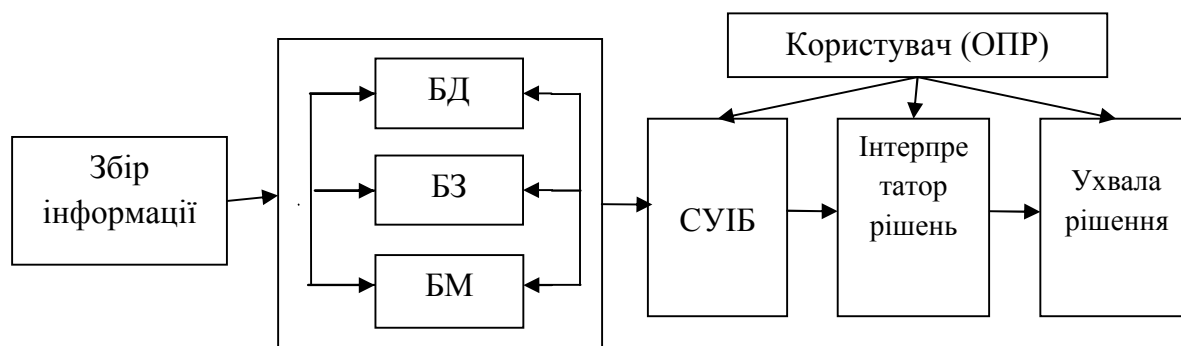 Користувач (ОПР)
БД
БЗ
БМ
Збір
інформації
СУІБ
Інтерпре
татор
рішень
Ухвала
рішення